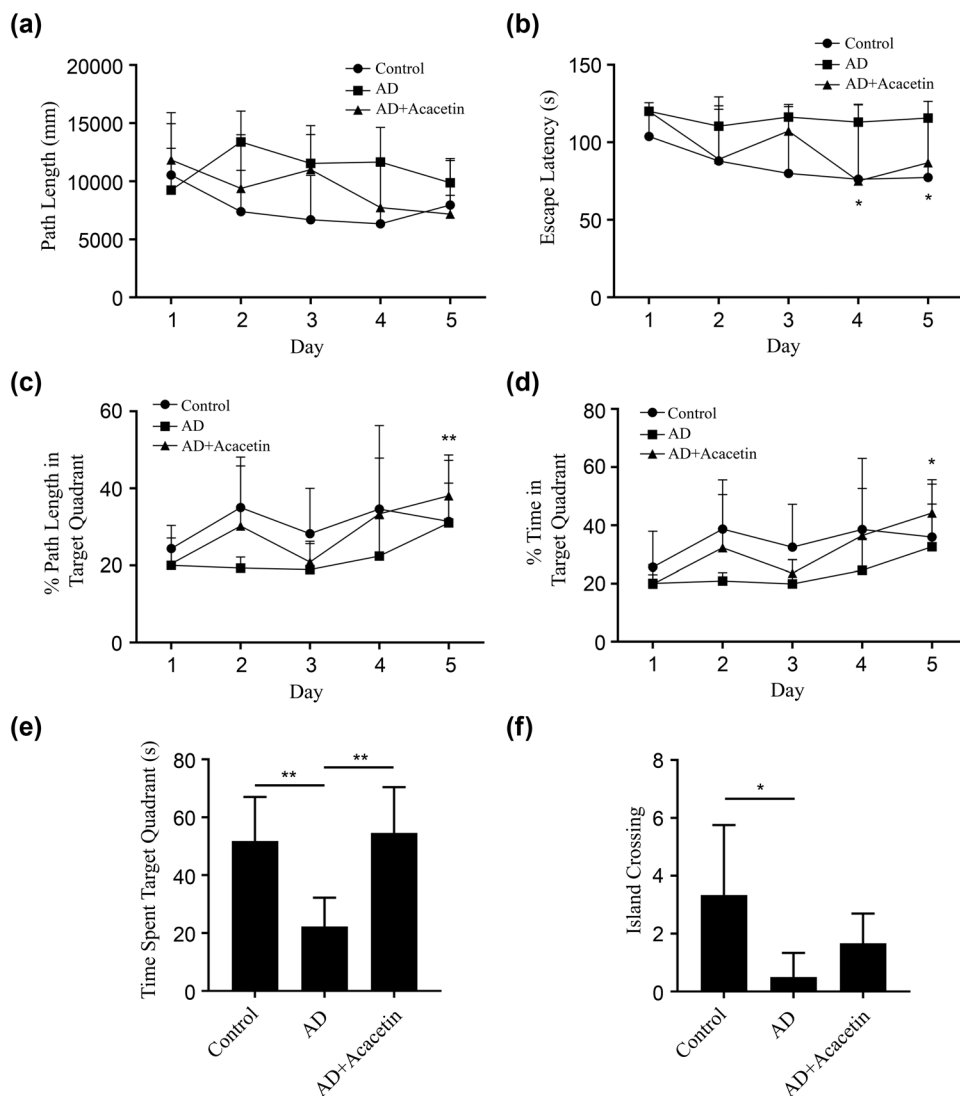 (a)
Path Length (mm)
20000
15000
10000
5000
0
Control
AD
AD+Acacetin
1 2 3 4 5
Day
(b)
Escape Latency (s)
150
100
50
0
Control
AD
AD+Acacetin
*
*
1 2 3 4 5
Day
(c)
% Path Length in
Target Quadrant
60
40
20
0
Control
AD
AD+Acacetin
**
1 2 3 4 5
Day
(d)
% Time in
Target Quadrant
80
60
40
20
0
Control
AD
AD+Acacetin
*
1 2 3 4 5
Day
(e)
Time Spent Target Quadrant (s)
80
60
40
20
0
**
**
Control
AD
AD+Acacetin
(f)
Island Crossing
8
6
4
2
0
*
Control
AD
AD+Acacetin